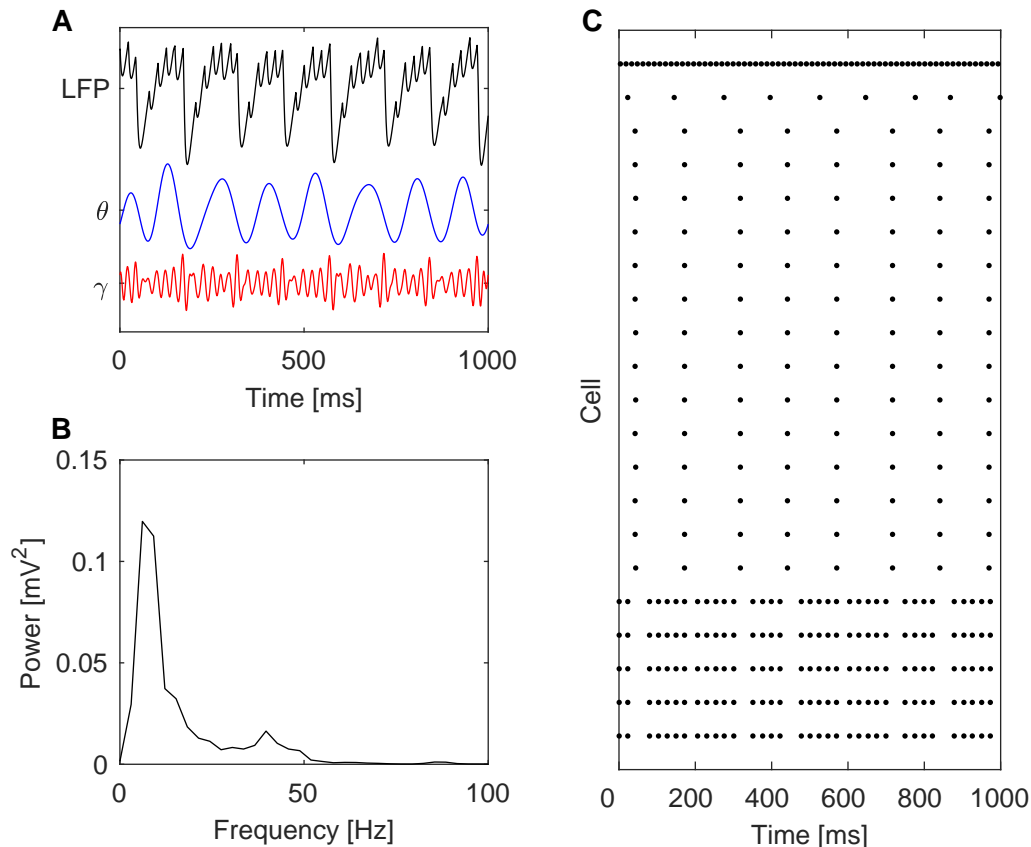 A
LFP
θ
γ
0 500 1000
Time [ms]
B
0.15
0.1
0.05
0
Power [mV²]
0 50 100
Frequency [Hz]
C
Cell
0 200 400 600 800 1000
Time [ms]